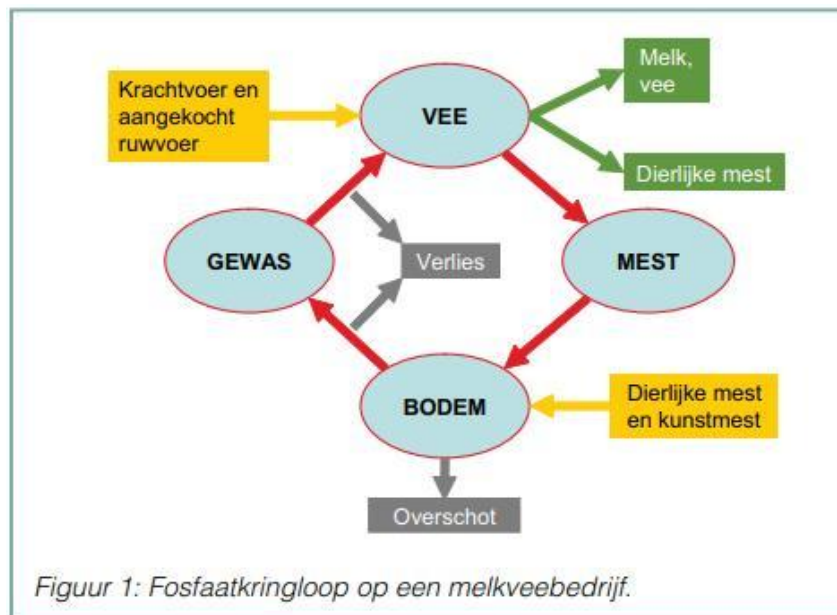 Krachtvoer en
aangekocht
ruwvoer
VEE
Melk,
vee
Dierlijke mest
GEWAS
Verlies
MEST
BODEM
Dierlijke mest
en kunstmest
Overschot
Figuur 1: Fosfaatkringloop op een melkveebedrijf.